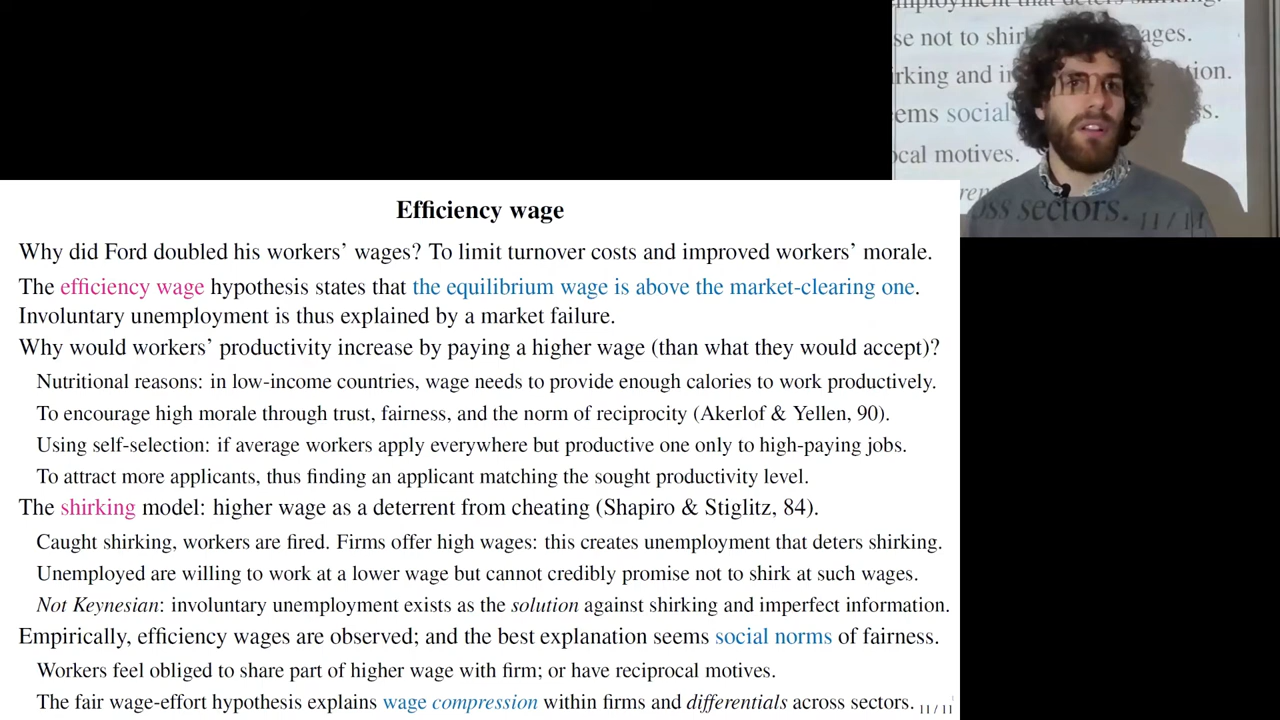 mployment that deters shirking.
se not to shir ages.
rking and i tion.
ems social s.
cal motives.
ren
oss sectors. 11 / 11
Efficiency wage
Why did Ford doubled his workers’ wages? To limit turnover costs and improved workers’ morale.
The efficiency wage hypothesis states that the equilibrium wage is above the market-clearing one.
Involuntary unemployment is thus explained by a market failure.
Why would workers’ productivity increase by paying a higher wage (than what they would accept)?
Nutritional reasons: in low-income countries, wage needs to provide enough calories to work productively.
To encourage high morale through trust, fairness, and the norm of reciprocity (Akerlof & Yellen, 90).
Using self-selection: if average workers apply everywhere but productive one only to high-paying jobs.
To attract more applicants, thus finding an applicant matching the sought productivity level.
The shirking model: higher wage as a deterrent from cheating (Shapiro & Stiglitz, 84).
Caught shirking, workers are fired. Firms offer high wages: this creates unemployment that deters shirking.
Unemployed are willing to work at a lower wage but cannot credibly promise not to shirk at such wages.
Not Keynesian: involuntary unemployment exists as the solution against shirking and imperfect information.
Empirically, efficiency wages are observed; and the best explanation seems social norms of fairness.
Workers feel obliged to share part of higher wage with firm; or have reciprocal motives.
The fair wage-effort hypothesis explains wage compression within firms and differentials across sectors. 11 / 11